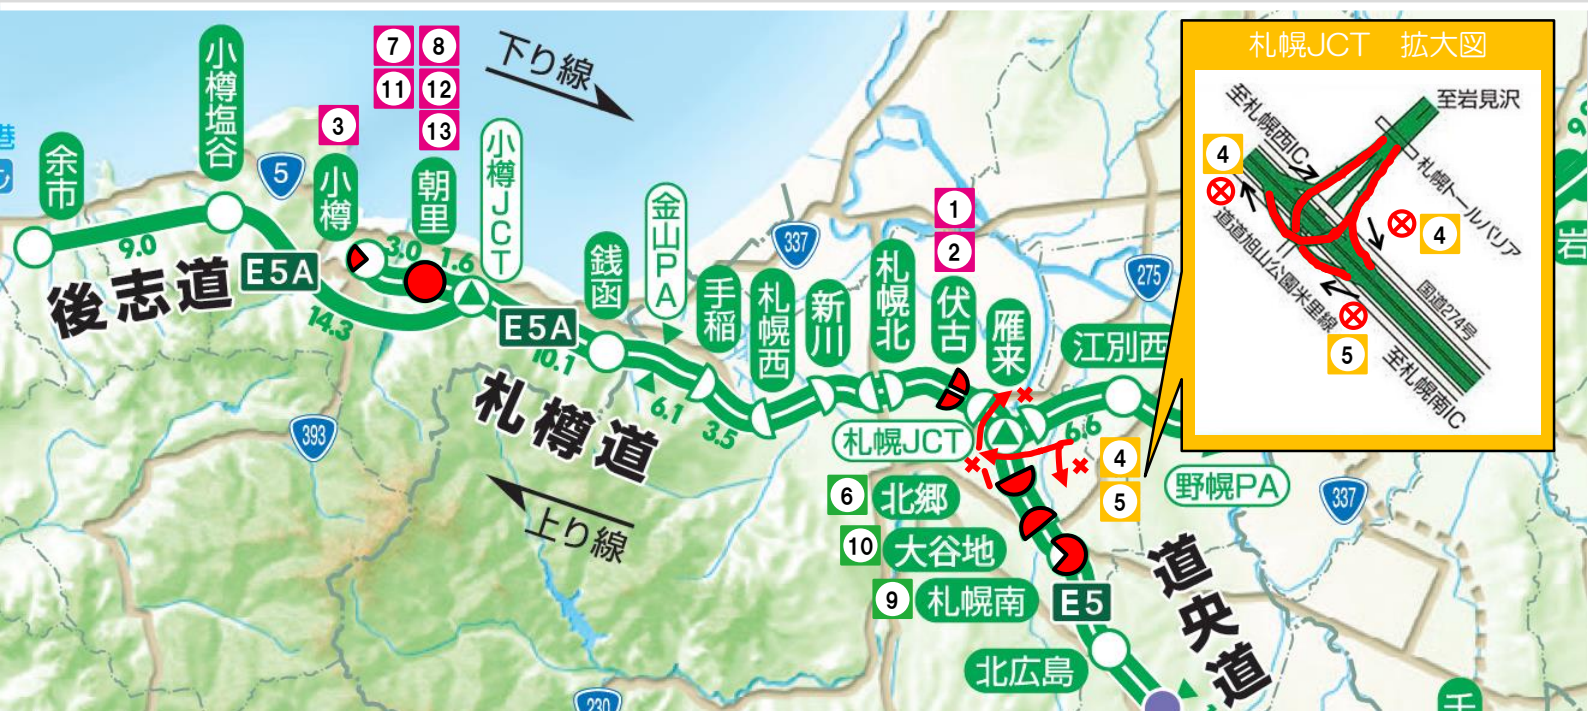 小樽塩谷
余市
港
5
3
小樽
7
8
11
12
13
朝里
小樽JCT
下り線
9.0
後志道
E5A
14.3
3.0
1.6
E5A
10.1
銭函
金山PA
6.1
手稲
3.5
札幌西
新川
337
札幌北
1
2
伏古
雁来
275
江別西
札樽道
393
上り線
札幌JCT
6.6
4
5
野幌PA
337
6
北郷
10
大谷地
9
札幌南
E5
道央道
北広島
230
千
岩
札幌JCT 拡大図
至岩見沢
至札幌西IC
札幌トールバリア
4
4
道道旭山公園米里線
国道274号
5
至札幌南IC